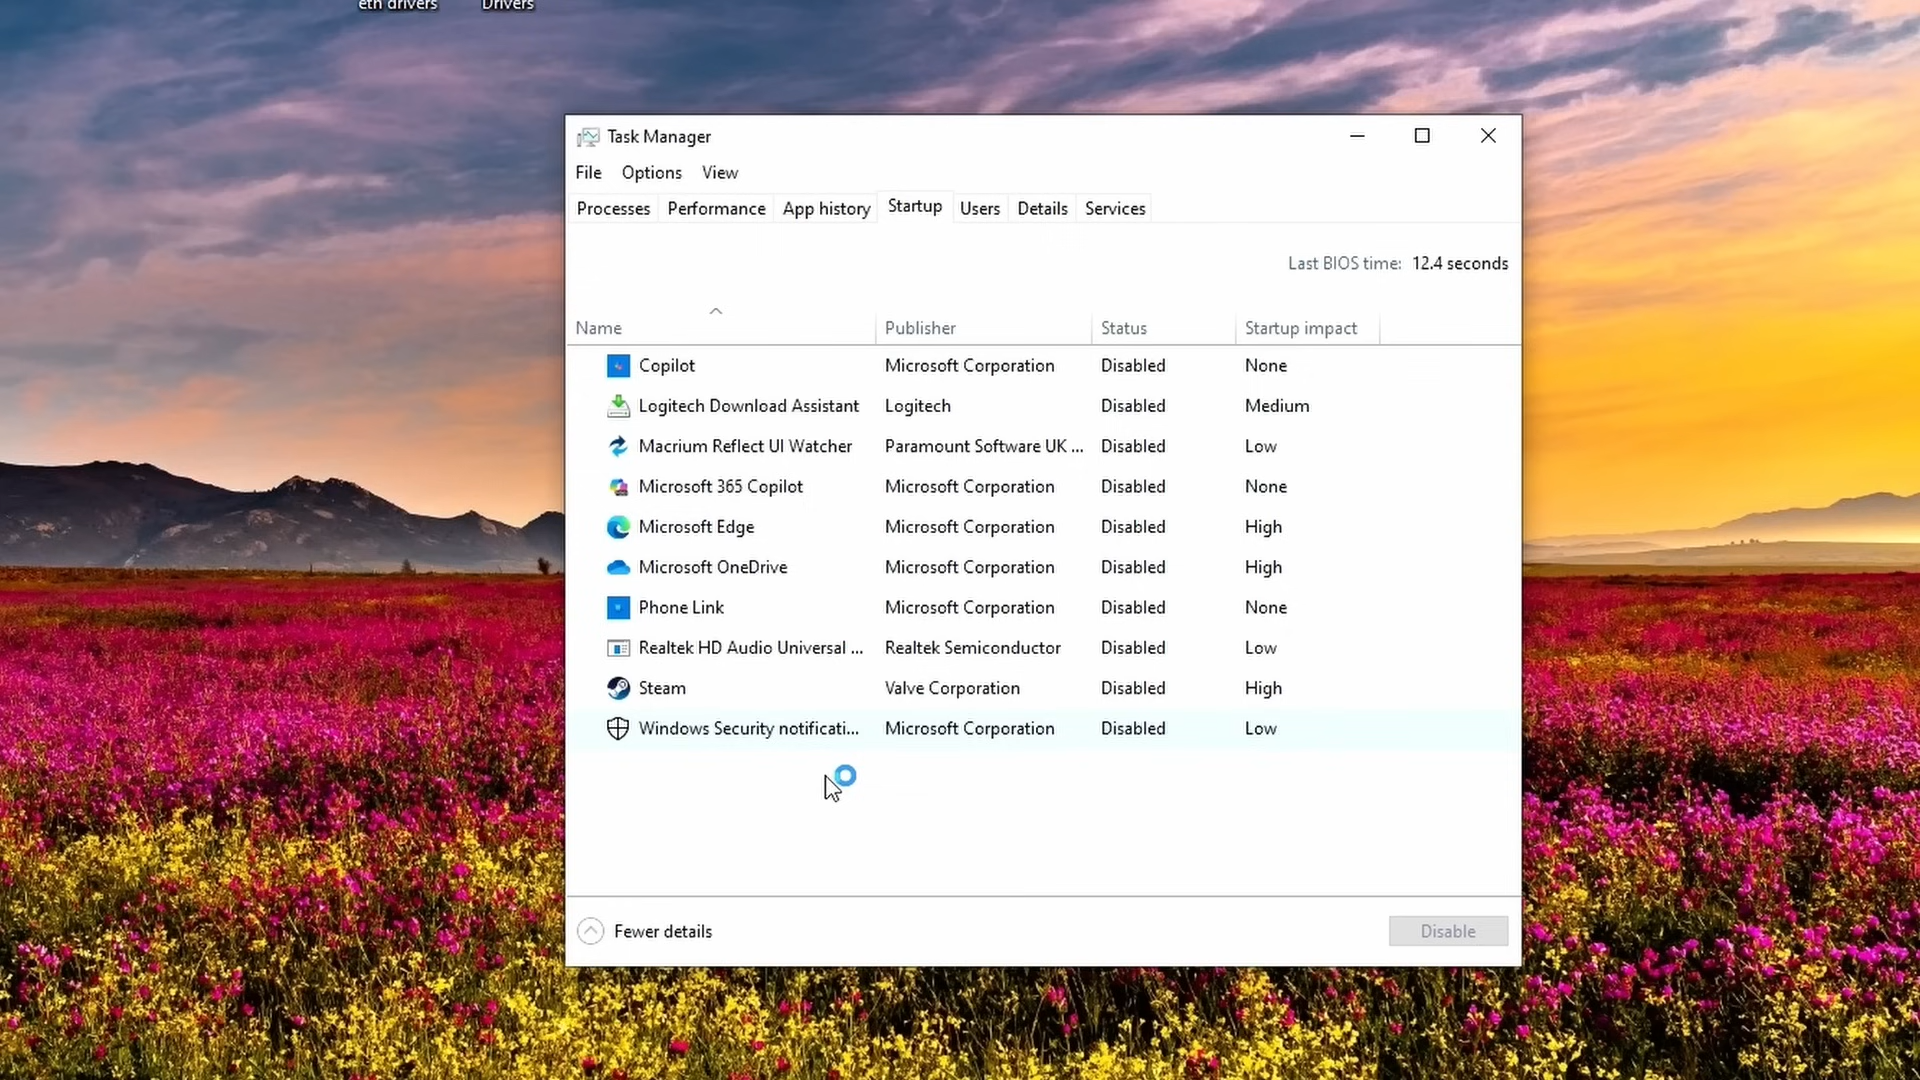 eth drivers Drivers
Task Manager
File Options View
Processes Performance App history Startup Users Details Services
Last BIOS time: 12.4 seconds
Name Publisher Status Startup impact
Copilot Microsoft Corporation Disabled None
Logitech Download Assistant Logitech Disabled Medium
Macrium Reflect UI Watcher Paramount Software UK ... Disabled Low
Microsoft 365 Copilot Microsoft Corporation Disabled None
Microsoft Edge Microsoft Corporation Disabled High
Microsoft OneDrive Microsoft Corporation Disabled High
Phone Link Microsoft Corporation Disabled None
Realtek HD Audio Universal ... Realtek Semiconductor Disabled Low
Steam Valve Corporation Disabled High
Windows Security notificati... Microsoft Corporation Disabled Low
Fewer details Disable